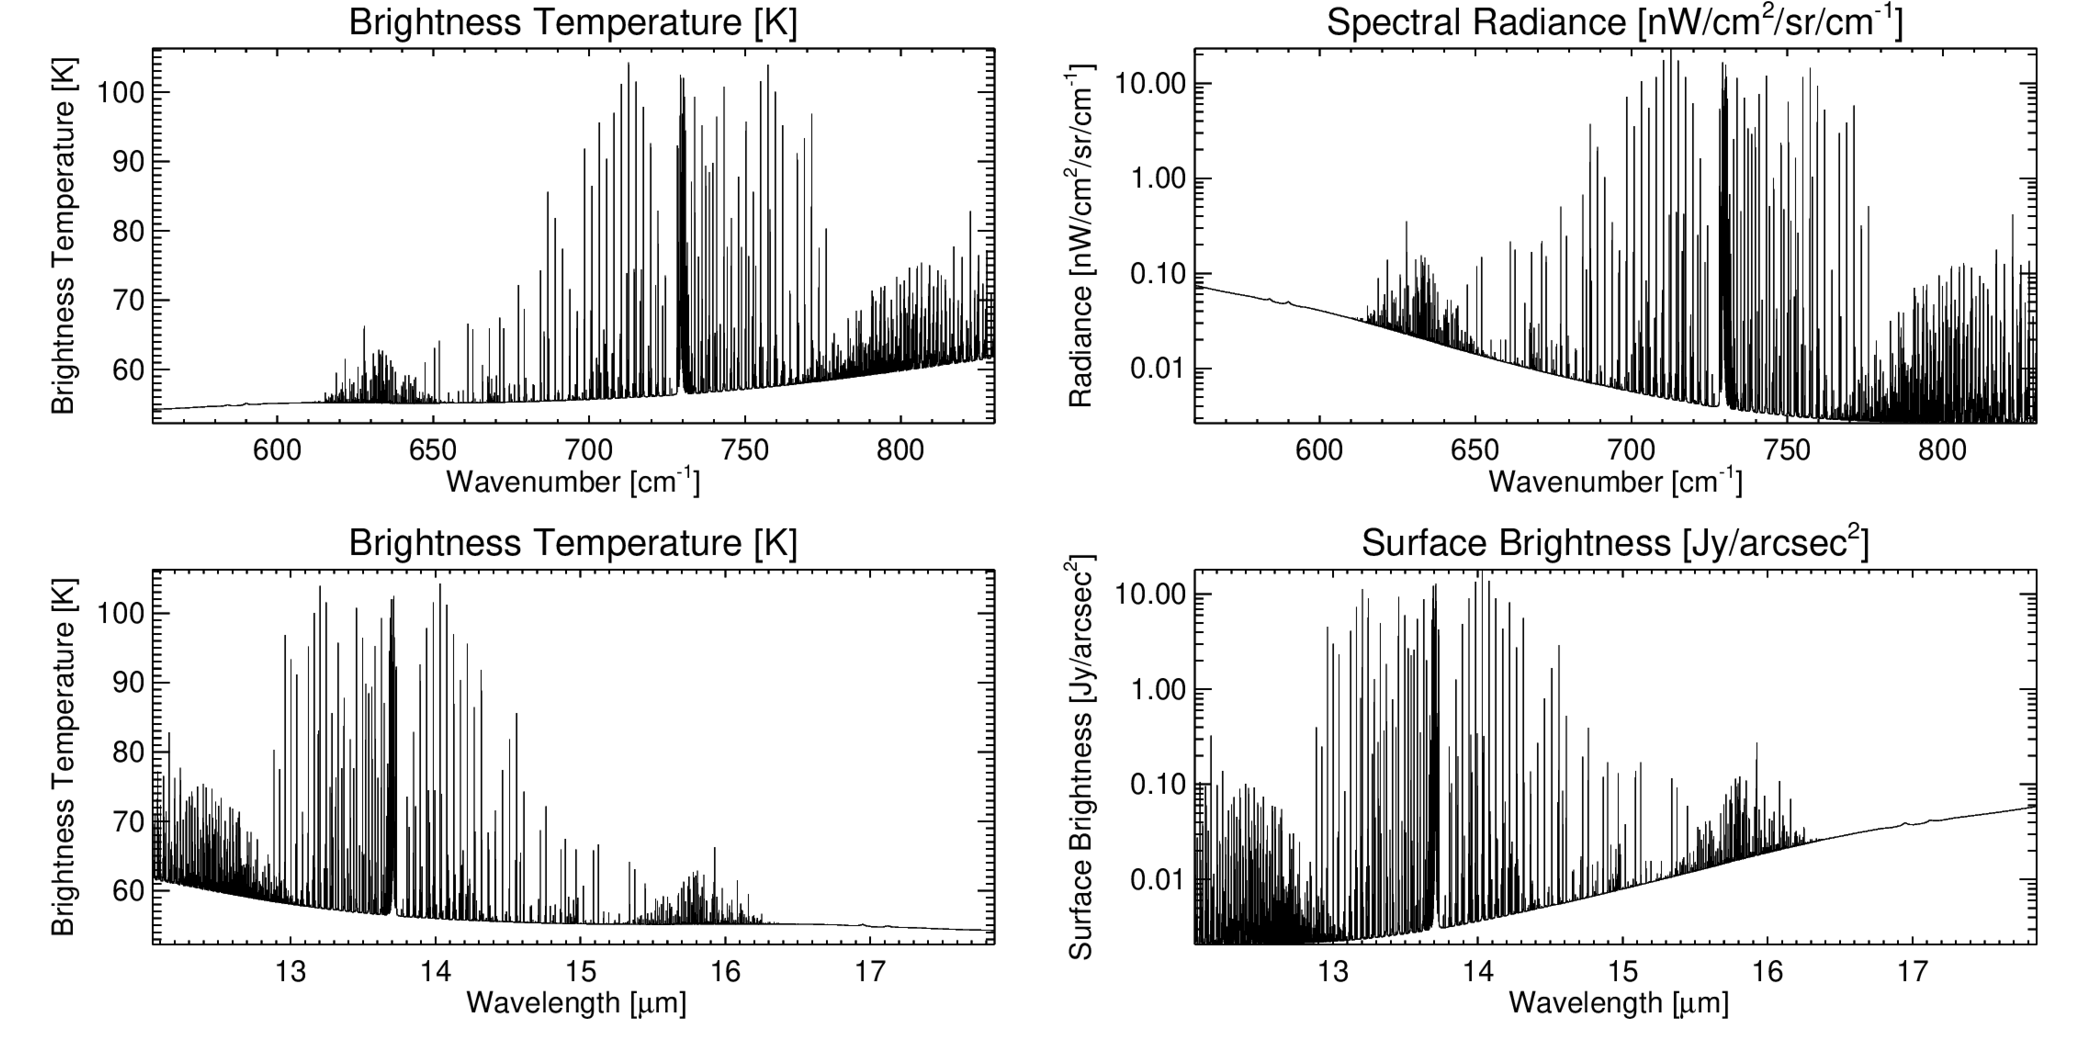 Brightness Temperature [K]
Brightness Temperature [K]
100
90
80
70
60
600 650 700 750 800
Wavenumber [cm⁻¹]
Spectral Radiance [nW/cm²/sr/cm⁻¹]
Radiance [nW/cm²/sr/cm⁻¹]
10.00
1.00
0.10
0.01
600 650 700 750 800
Wavenumber [cm⁻¹]
Brightness Temperature [K]
Brightness Temperature [K]
100
90
80
70
60
13 14 15 16 17
Wavelength [μm]
Surface Brightness [Jy/arcsec²]
Surface Brightness [Jy/arcsec²]
10.00
1.00
0.10
0.01
13 14 15 16 17
Wavelength [μm]